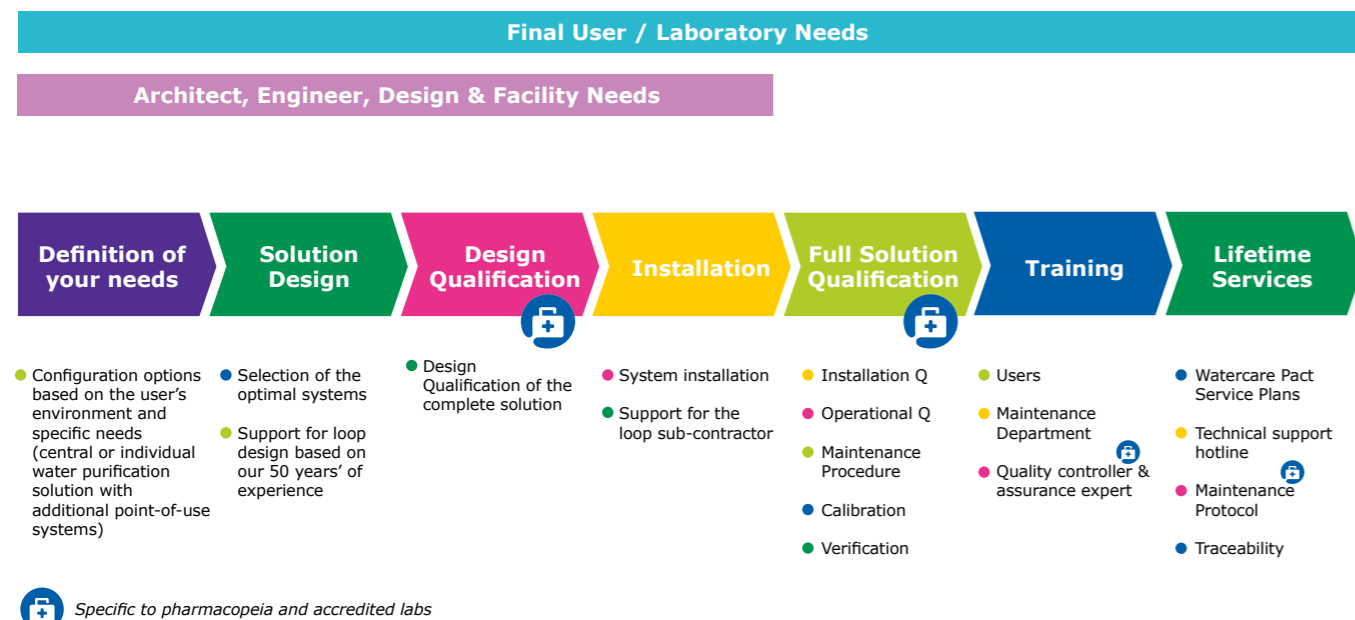 Final User / Laboratory Needs
Architect, Engineer, Design & Facility Needs
Definition of
your needs
Solution
Design
Design
Qualification
Installation
Full Solution
Qualification
Training
Lifetime
Services
Configuration options
based on the user's
environment and
specific needs
(central or individual
water purification
solution with
additional point-of-use
systems)
Selection of the
optimal systems
Support for loop
design based on
our 50 years' of
experience
Design
Qualification of the
complete solution
System installation
Support for the
loop sub-contractor
Installation Q
Operational Q
Maintenance
Procedure
Calibration
Verification
Users
Maintenance
Department
Quality controller &
assurance expert
Watercare Pact
Service Plans
Technical support
hotline
Maintenance
Protocol
Traceability
Specific to pharmacopeia and accredited labs